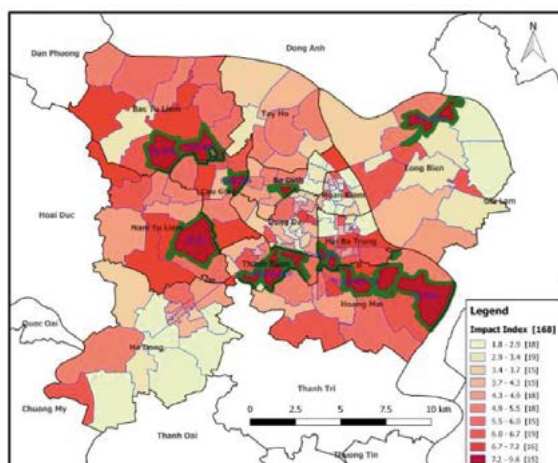 Dan Phuong
Dong Anh
N
Bac Tu Liem
Tay Ho
Long Bien
Cau Giay
Ba Dinh
Hoan Kiem
Gia Lam
Hoai Duc
Nam Tu Liem
Dong Da
Hai Ba Trung
Thanh Xuan
Hoang Mai
Quoc Oai
Ha Dong
Chuong My
Thanh Tri
Thanh Oai
Thuong Tin
0 2.5 5 7.5 10 km
Legend
Impact Index [168]
1.8 - 2.9 [18]
2.9 - 3.4 [19]
3.4 - 3.7 [15]
3.7 - 4.3 [15]
4.3 - 4.9 [18]
4.9 - 5.5 [18]
5.5 - 6.0 [15]
6.0 - 6.7 [19]
6.7 - 7.2 [16]
7.2 - 9.6 [15]